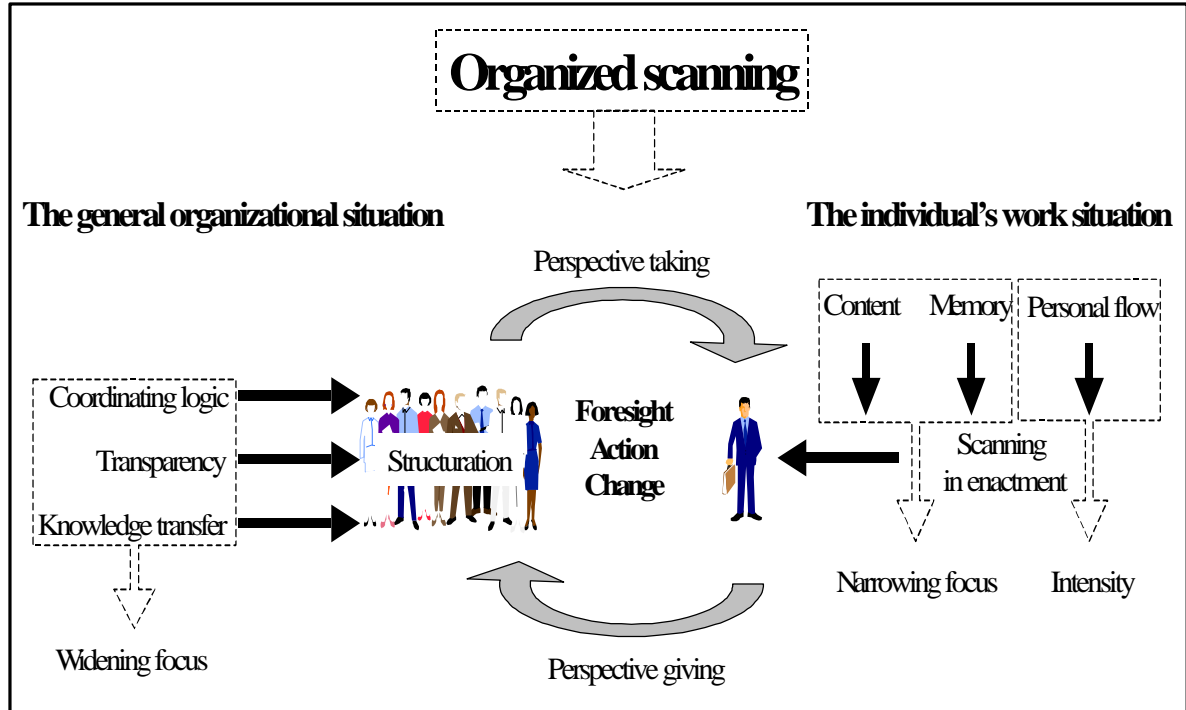 Organized scanning
The general organizational situation
The individual's work situation
Perspective taking
Content
Memory
Personal flow
Coordinating logic
Transparency
Knowledge transfer
Structuration
Foresight
Action
Change
Scanning
in enactment
Narrowing focus
Intensity
Widening focus
Perspective giving